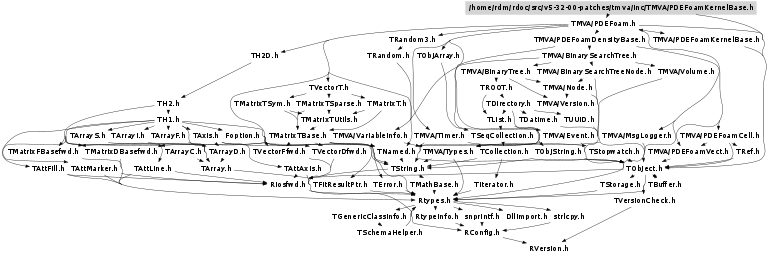 /home/rdm/rdoc/src/v5-32-00-patches/tmva/inc/TMVA/PDEFoamKernelBase.h
TMVA/PDEFoam.h
TRandom3.h TMVA/PDEFoamDensityBase.h TMVA/PDEFoamKernelBase.h
TH2D.h TRandom.h TObjArray.h TMVA/BinarySearchTree.h
TMVA/BinaryTree.h TMVA/BinarySearchTreeNode.h TMVA/Volume.h
TVectorT.h TROOT.h TMVA/Node.h
TH2.h TMatrixTSym.h TMatrixTSparse.h TMatrixT.h TDirectory.h TMVA/Version.h
TH1.h TMatrixTUtils.h TList.h TDatime.h TUUID.h
TArrayS.h TArrayI.h TArrayF.h TAxis.h Foption.h TMatrixTBase.h TMVA/VariableInfo.h TMVA/Timer.h TSeqCollection.h TMVA/Event.h TMVA/MsgLogger.h TMVA/PDEFoamCell.h
TMatrixFBasefwd.h TMatrixDBasefwd.h TArrayC.h TArrayD.h TVectorFfwd.h TVectorDfwd.h TNamed.h TMVA/Types.h TCollection.h TObjString.h TStopwatch.h TMVA/PDEFoamVect.h TRef.h
TAttFill.h TAttMarker.h TAttLine.h TArray.h TAttAxis.h TString.h TObject.h
Riosfwd.h TFitResultPtr.h TError.h TMathBase.h TIterator.h TStorage.h TBuffer.h
Rtypes.h TVersionCheck.h
TGenericClassInfo.h RtypeInfo.h snprintf.h DllImport.h strlcpy.h
TSchemaHelper.h RConfig.h
RVersion.h